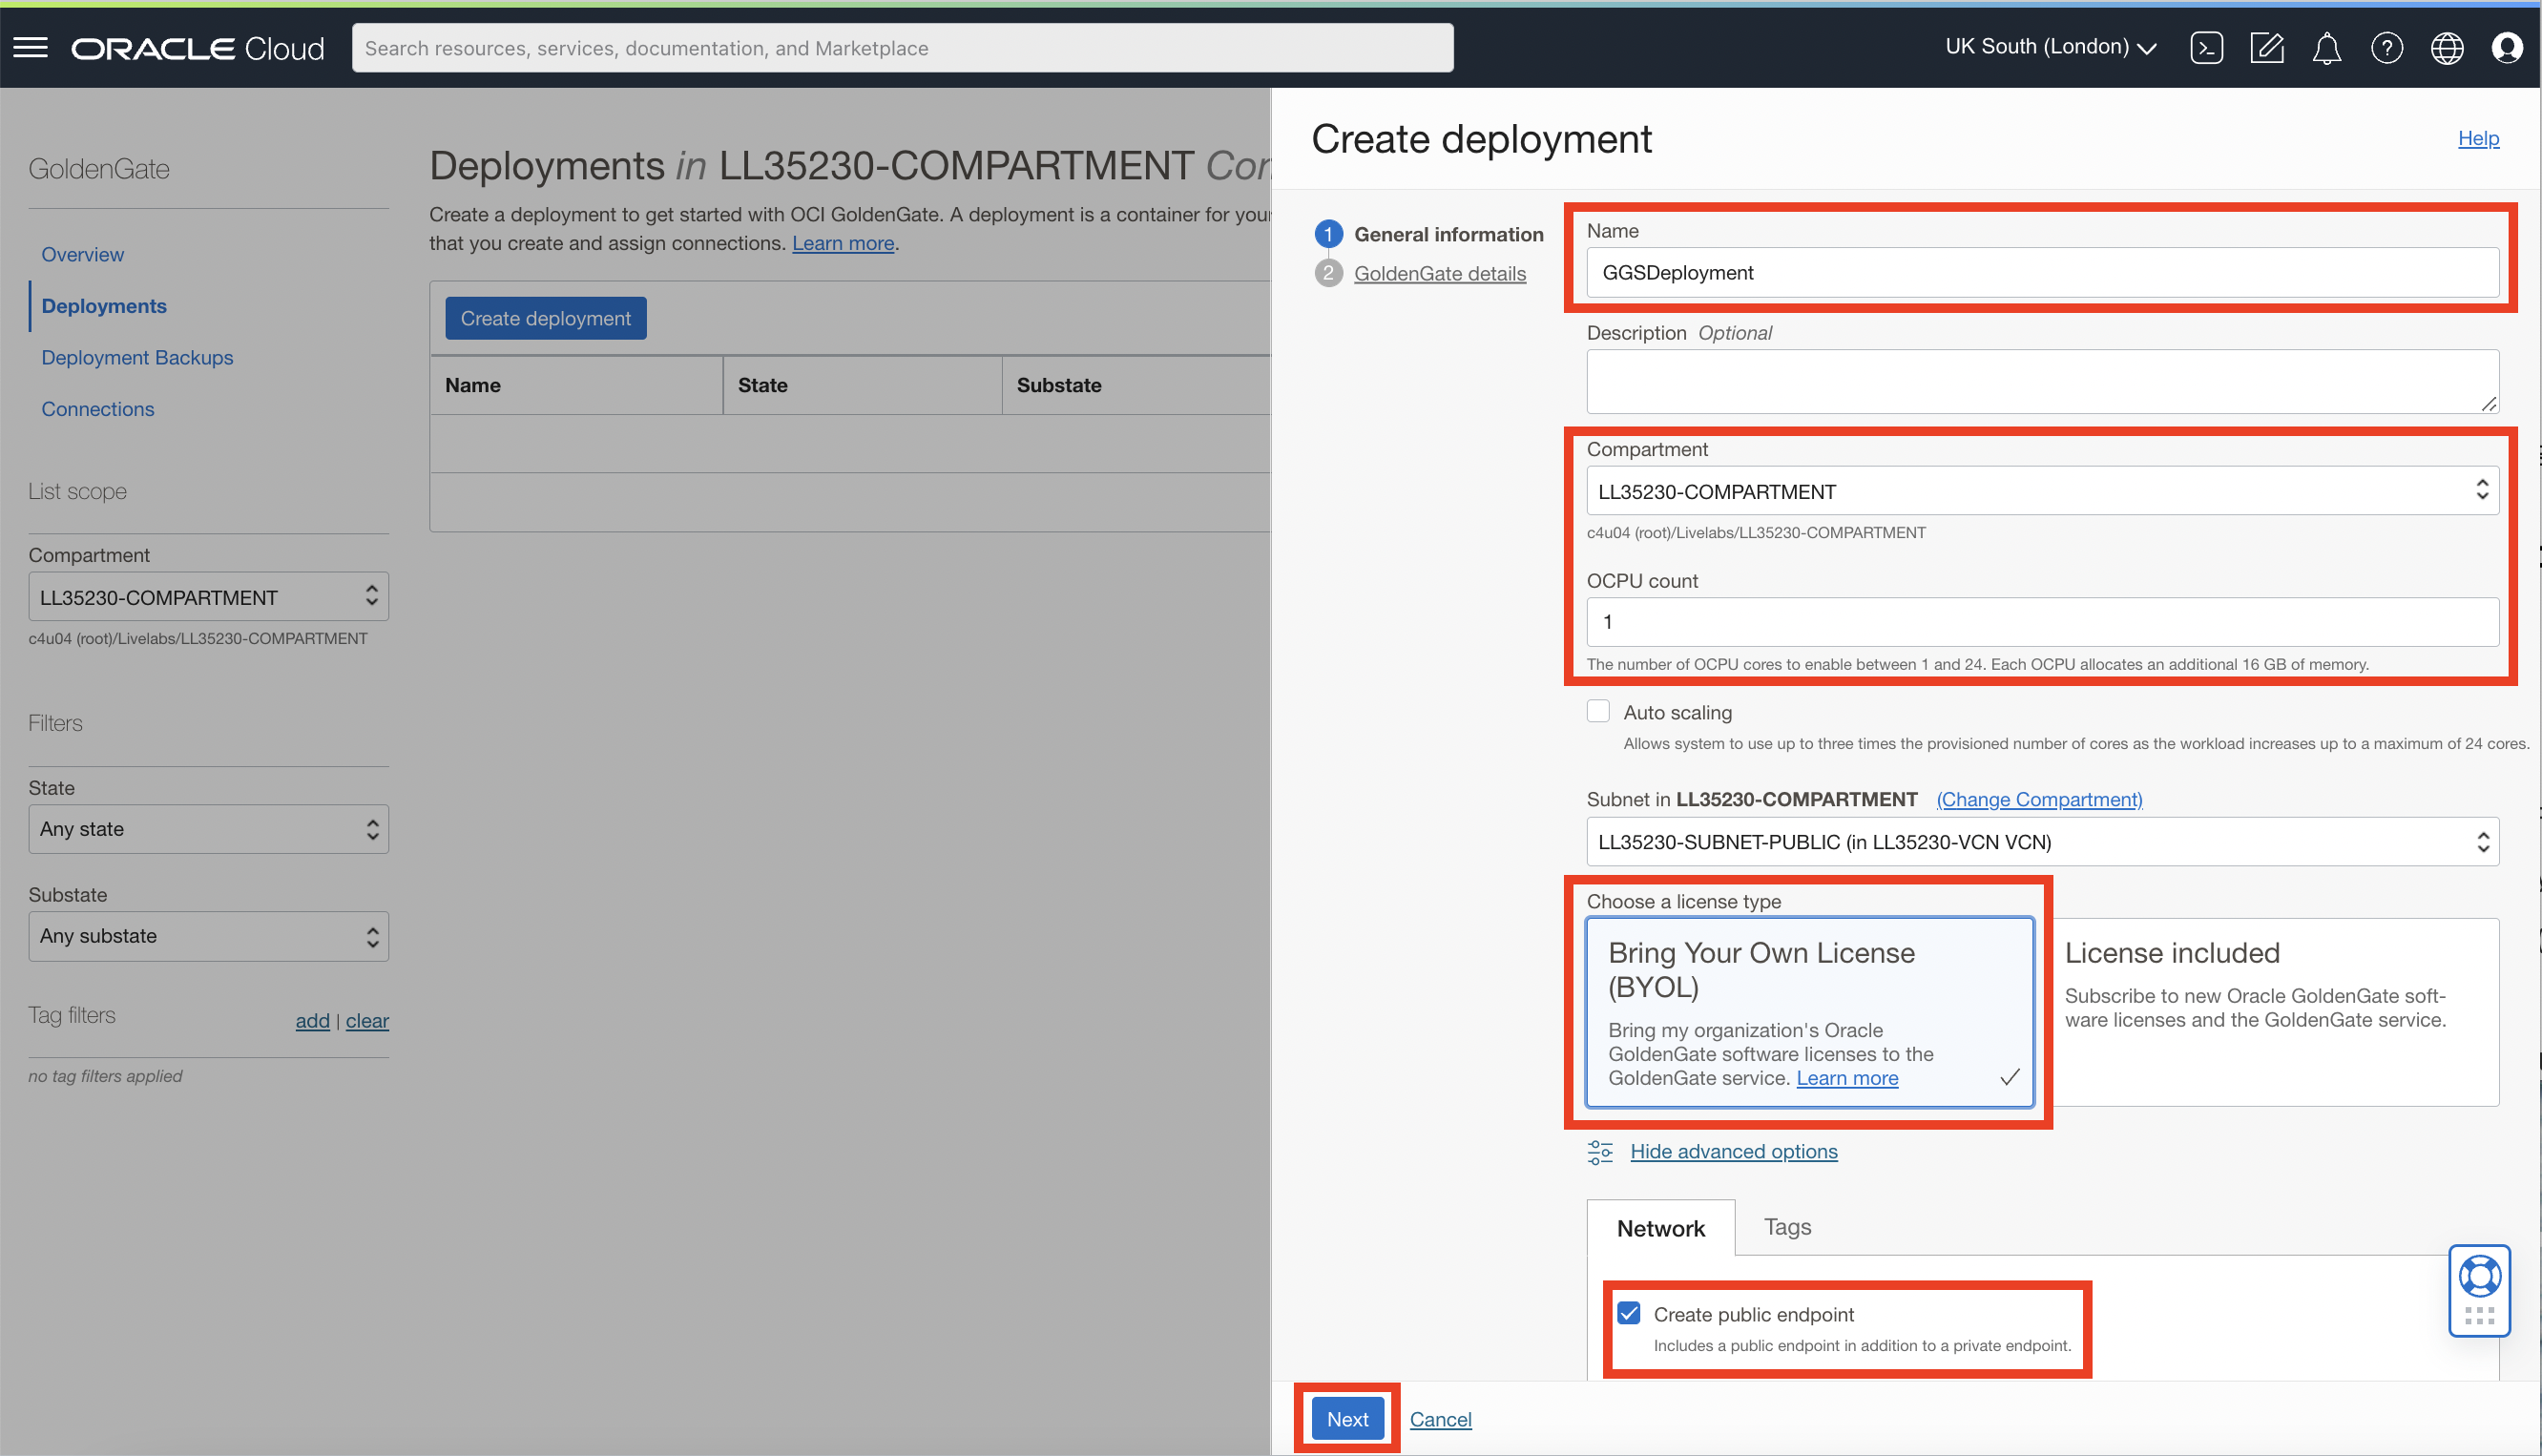 ORACLE Cloud
Search resources, services, documentation, and Marketplace
UK South (London)
GoldenGate
Overview
Deployments
Deployment Backups
Connections
List scope
Compartment
LL35230-COMPARTMENT
c4u04 (root)/Livelabs/LL35230-COMPARTMENT
Filters
State
Any state
Substate
Any substate
Tag filters
add | clear
no tag filters applied
Deployments in LL35230-COMPARTMENT
Create a deployment to get started with OCI GoldenGate. A deployment is a container for your
that you create and assign connections. Learn more.
Create deployment
Name State Substate
Create deployment
Help
1 General information
2 GoldenGate details
Name
GGSDeployment
Description Optional
Compartment
LL35230-COMPARTMENT
c4u04 (root)/Livelabs/LL35230-COMPARTMENT
OCPU count
1
The number of OCPU cores to enable between 1 and 24. Each OCPU allocates an additional 16 GB of memory.
Auto scaling
Allows system to use up to three times the provisioned number of cores as the workload increases up to a maximum of 24 cores.
Subnet in LL35230-COMPARTMENT (Change Compartment)
LL35230-SUBNET-PUBLIC (in LL35230-VCN VCN)
Choose a license type
Bring Your Own License
(BYOL)
Bring my organization's Oracle
GoldenGate software licenses to the
GoldenGate service. Learn more
License included
Subscribe to new Oracle GoldenGate soft-
ware licenses and the GoldenGate service.
Hide advanced options
Network
Tags
Create public endpoint
Includes a public endpoint in addition to a private endpoint.
Next
Cancel